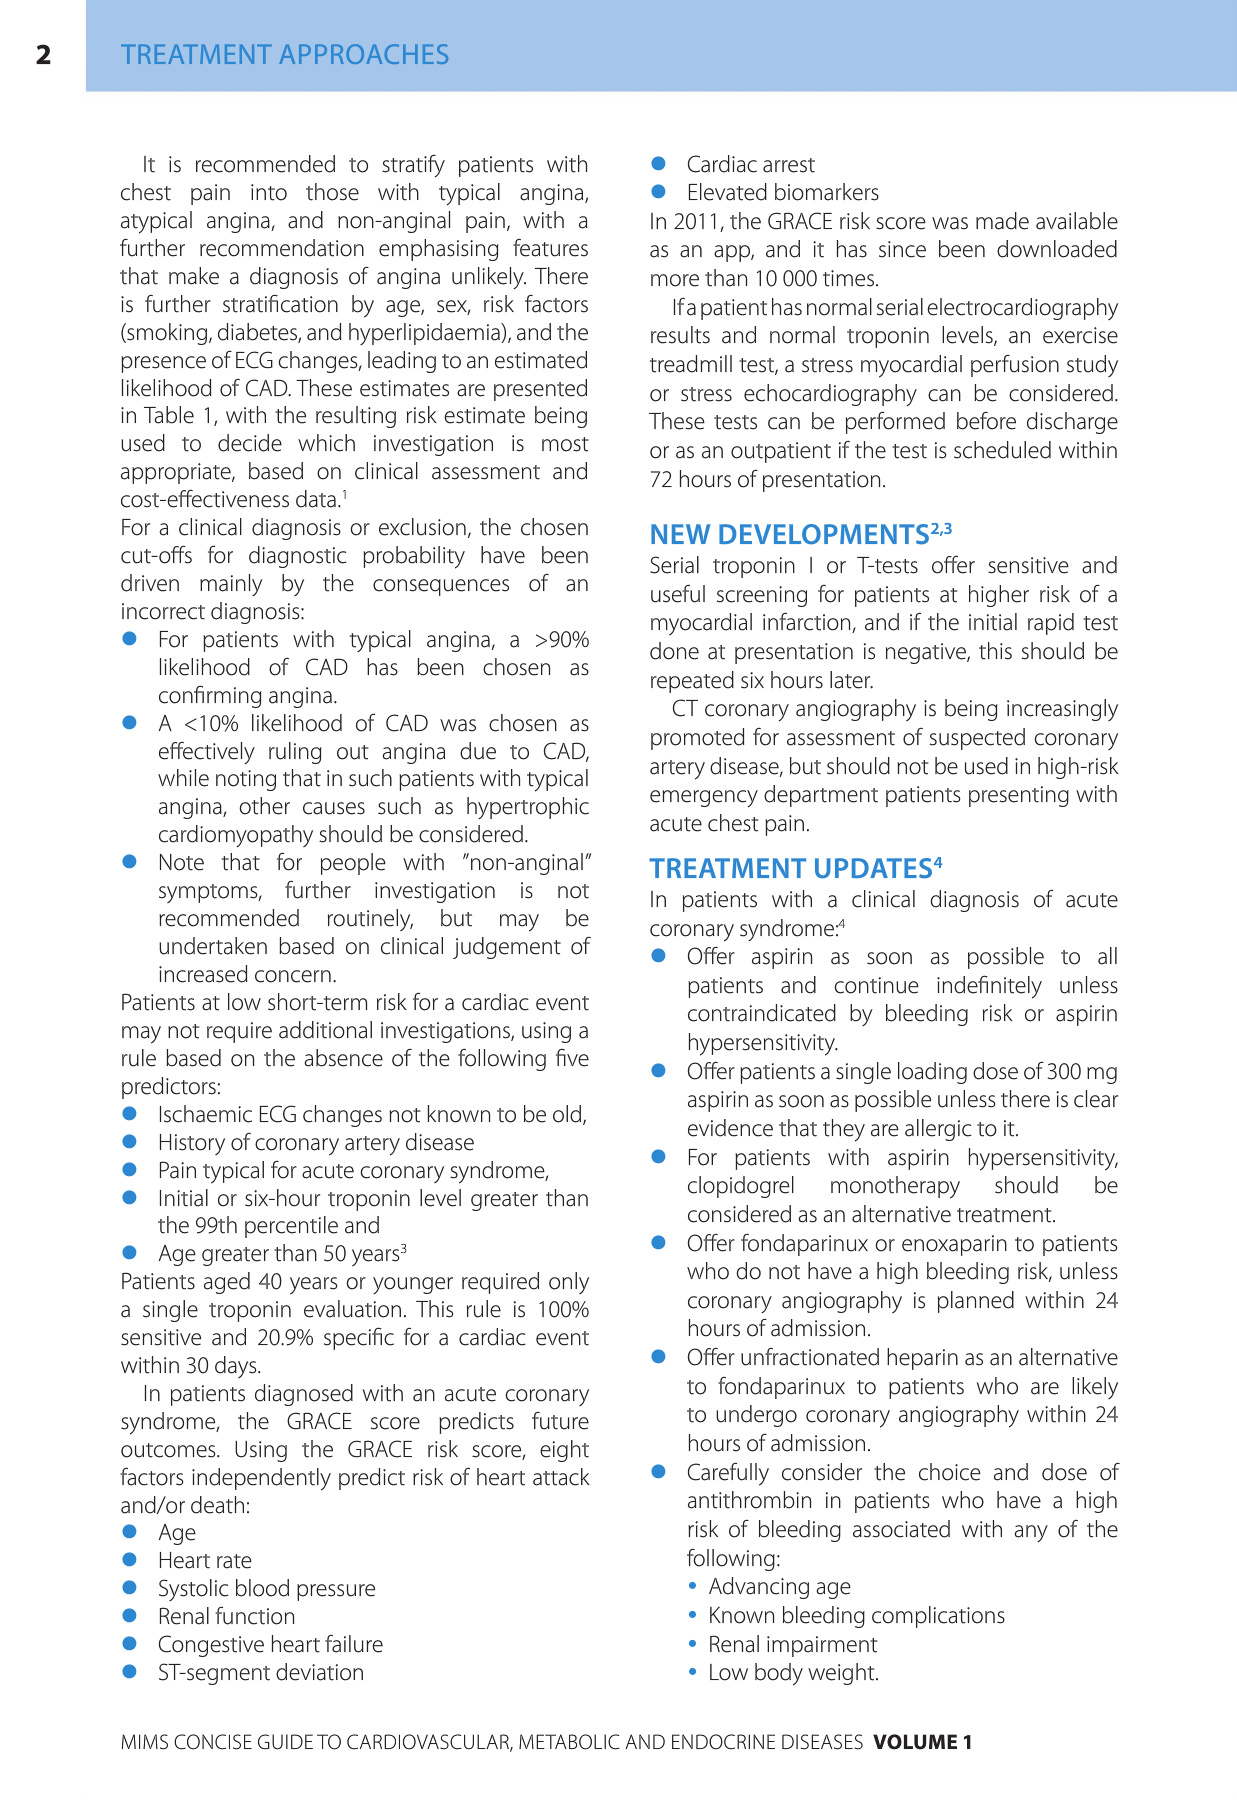 2
TREATMENT APPROACHES
It is recommended to stratify patients with
chest pain into those with typical angina,
atypical angina, and non-anginal pain, with a
further recommendation emphasising features
that make a diagnosis of angina unlikely. There
is further stratification by age, sex, risk factors
(smoking, diabetes, and hyperlipidaemia), and the
presence of ECG changes, leading to an estimated
likelihood of CAD. These estimates are presented
in Table 1, with the resulting risk estimate being
used to decide which investigation is most
appropriate, based on clinical assessment and
cost-effectiveness data.¹
For a clinical diagnosis or exclusion, the chosen
cut-offs for diagnostic probability have been
driven mainly by the consequences of an
incorrect diagnosis:
● For patients with typical angina, a >90%
likelihood of CAD has been chosen as
confirming angina.
● A <10% likelihood of CAD was chosen as
effectively ruling out angina due to CAD,
while noting that in such patients with typical
angina, other causes such as hypertrophic
cardiomyopathy should be considered.
● Note that for people with ”non-anginal”
symptoms, further investigation is not
recommended routinely, but may be
undertaken based on clinical judgement of
increased concern.
Patients at low short-term risk for a cardiac event
may not require additional investigations, using a
rule based on the absence of the following five
predictors:
● Ischaemic ECG changes not known to be old,
● History of coronary artery disease
● Pain typical for acute coronary syndrome,
● Initial or six-hour troponin level greater than
the 99th percentile and
● Age greater than 50 years³
Patients aged 40 years or younger required only
a single troponin evaluation. This rule is 100%
sensitive and 20.9% specific for a cardiac event
within 30 days.
In patients diagnosed with an acute coronary
syndrome, the GRACE score predicts future
outcomes. Using the GRACE risk score, eight
factors independently predict risk of heart attack
and/or death:
● Age
● Heart rate
● Systolic blood pressure
● Renal function
● Congestive heart failure
● ST-segment deviation
● Cardiac arrest
● Elevated biomarkers
In 2011, the GRACE risk score was made available
as an app, and it has since been downloaded
more than 10 000 times.
If a patient has normal serial electrocardiography
results and normal troponin levels, an exercise
treadmill test, a stress myocardial perfusion study
or stress echocardiography can be considered.
These tests can be performed before discharge
or as an outpatient if the test is scheduled within
72 hours of presentation.
NEW DEVELOPMENTS²,³
Serial troponin I or T-tests offer sensitive and
useful screening for patients at higher risk of a
myocardial infarction, and if the initial rapid test
done at presentation is negative, this should be
repeated six hours later.
CT coronary angiography is being increasingly
promoted for assessment of suspected coronary
artery disease, but should not be used in high-risk
emergency department patients presenting with
acute chest pain.
TREATMENT UPDATES⁴
In patients with a clinical diagnosis of acute
coronary syndrome:⁴
● Offer aspirin as soon as possible to all
patients and continue indefinitely unless
contraindicated by bleeding risk or aspirin
hypersensitivity.
● Offer patients a single loading dose of 300 mg
aspirin as soon as possible unless there is clear
evidence that they are allergic to it.
● For patients with aspirin hypersensitivity,
clopidogrel monotherapy should be
considered as an alternative treatment.
● Offer fondaparinux or enoxaparin to patients
who do not have a high bleeding risk, unless
coronary angiography is planned within 24
hours of admission.
● Offer unfractionated heparin as an alternative
to fondaparinux to patients who are likely
to undergo coronary angiography within 24
hours of admission.
● Carefully consider the choice and dose of
antithrombin in patients who have a high
risk of bleeding associated with any of the
following:
• Advancing age
• Known bleeding complications
• Renal impairment
• Low body weight.
MIMS CONCISE GUIDE TO CARDIOVASCULAR, METABOLIC AND ENDOCRINE DISEASES VOLUME 1